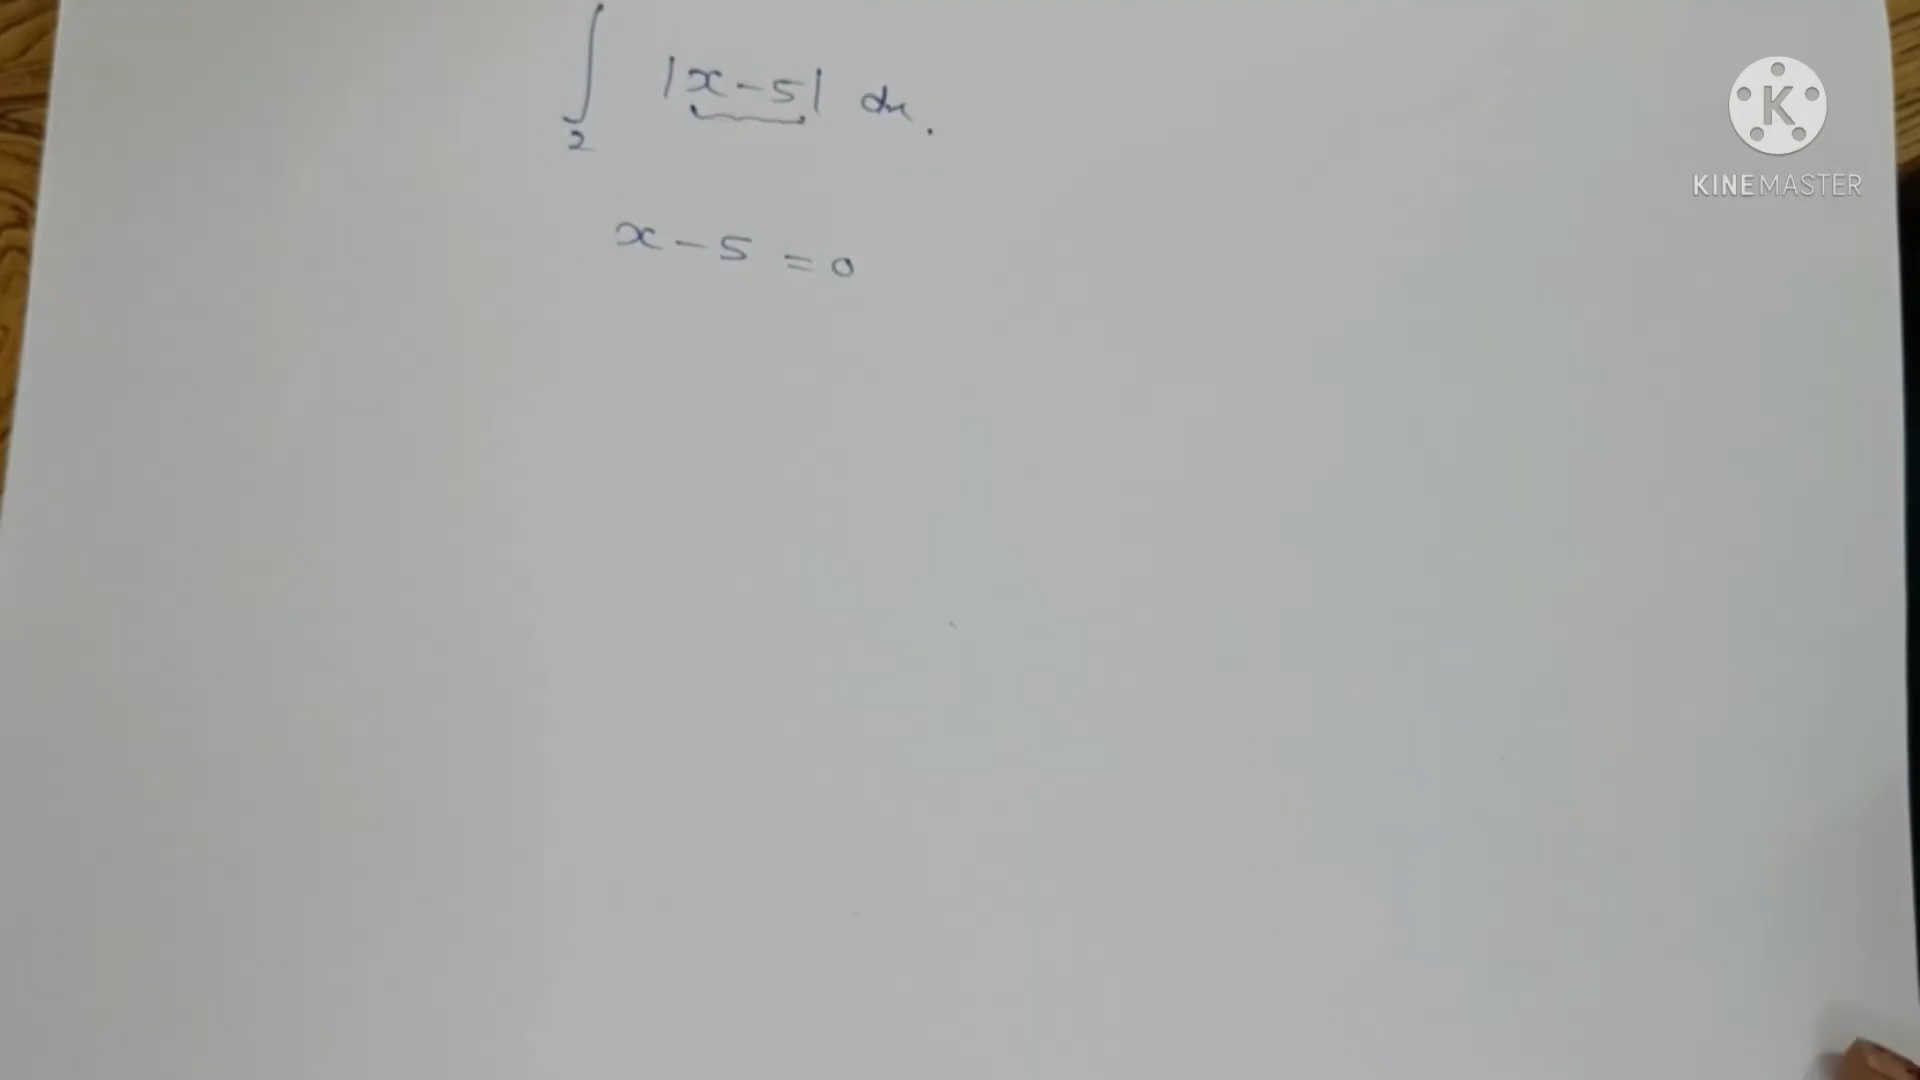 ∫₂ |x-5| dx.
x-5 = 0
K
KINEMASTER